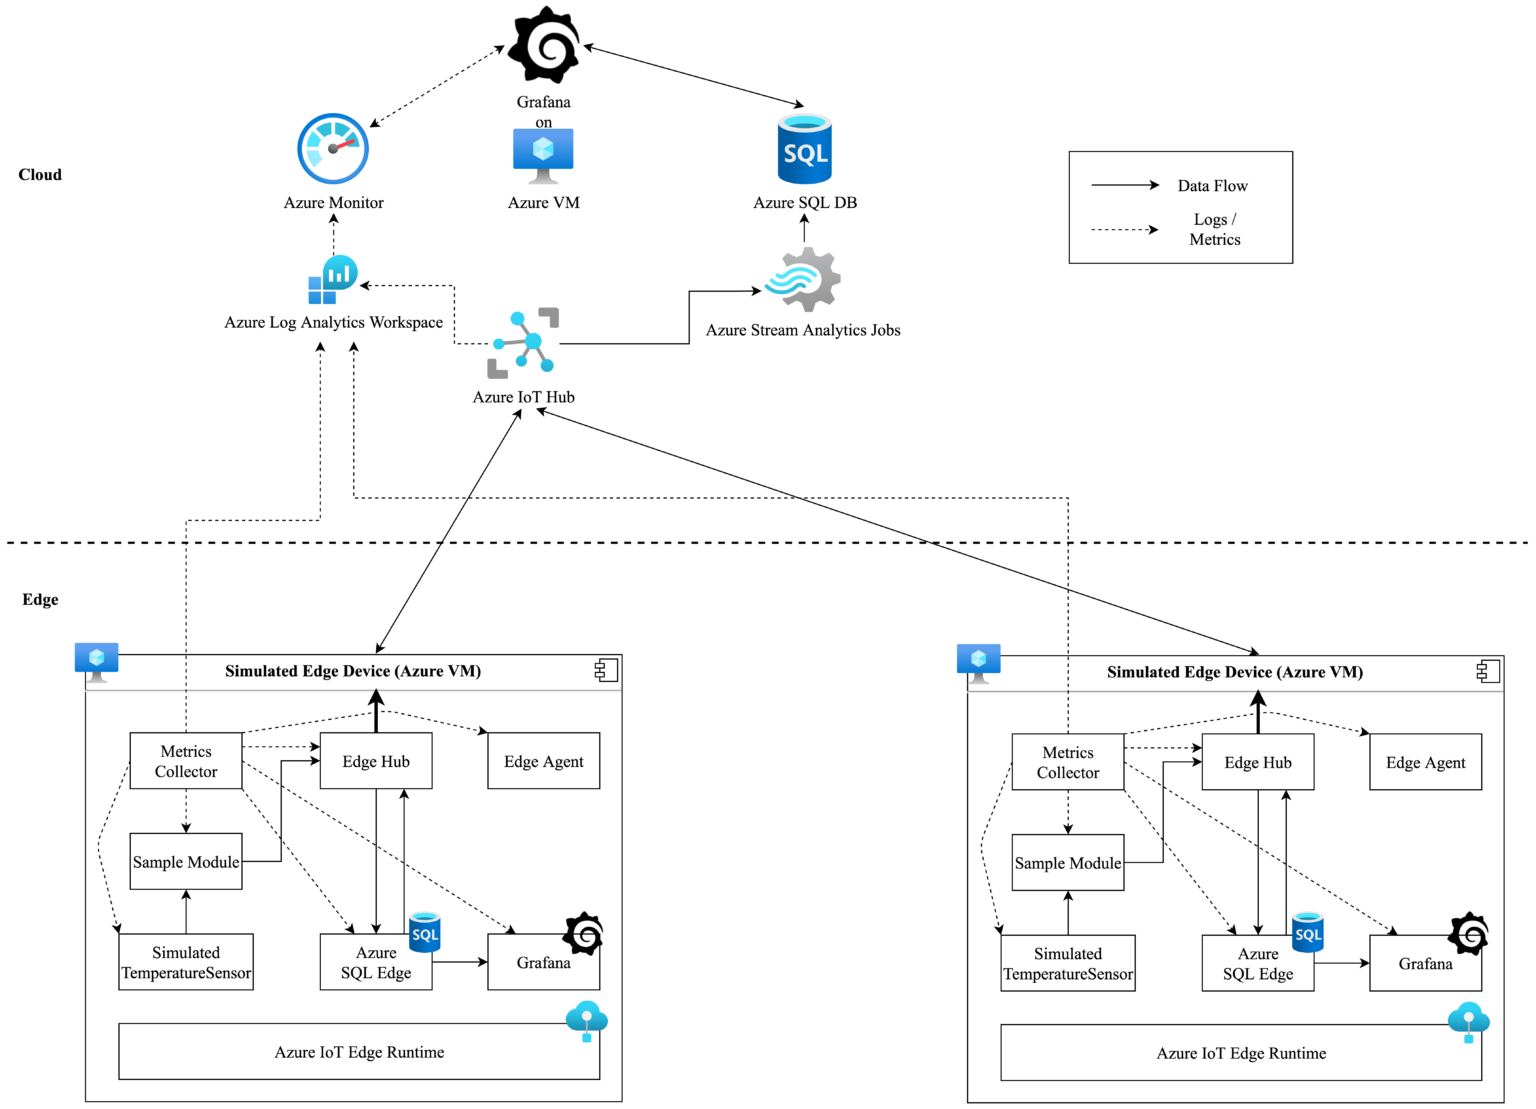 Grafana
on
Cloud
Azure Monitor
Azure VM
SQL
Azure SQL DB
Data Flow
Logs /
Metrics
Azure Log Analytics Workspace
Azure Stream Analytics Jobs
Azure IoT Hub
Edge
Simulated Edge Device (Azure VM)
Metrics
Collector
Edge Hub
Edge Agent
Sample Module
Simulated
TemperatureSensor
SQL
Azure
SQL Edge
Grafana
Azure IoT Edge Runtime
Simulated Edge Device (Azure VM)
Metrics
Collector
Edge Hub
Edge Agent
Sample Module
Simulated
TemperatureSensor
SQL
Azure
SQL Edge
Grafana
Azure IoT Edge Runtime